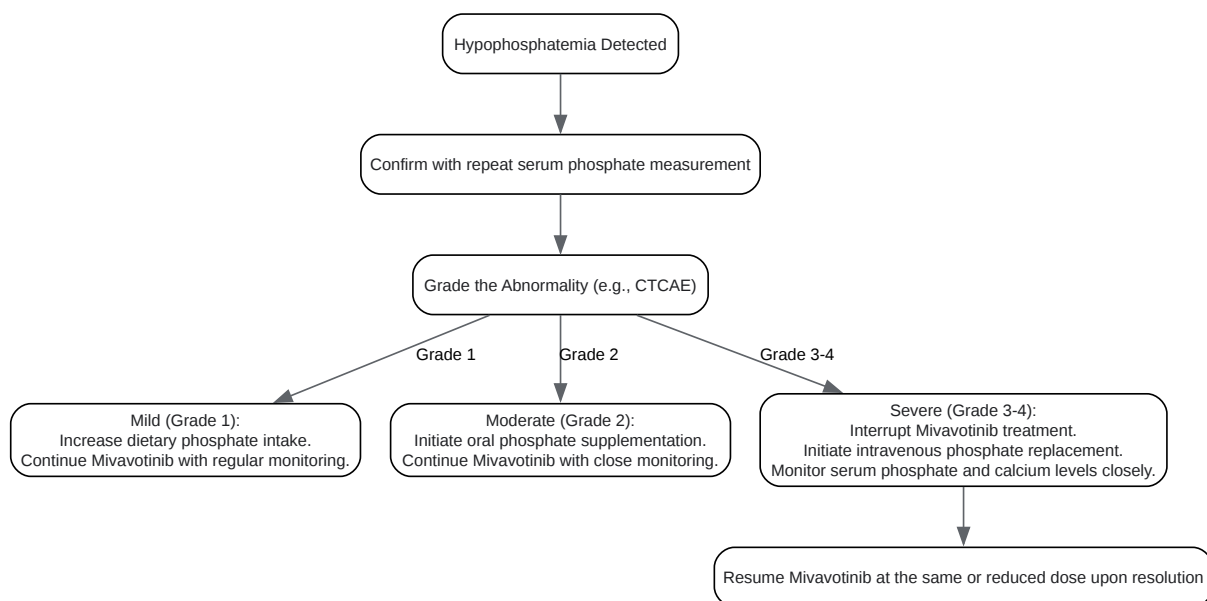 Hypophosphatemia Detected
Confirm with repeat serum phosphate measurement
Grade the Abnormality (e.g., CTCAE)
Grade 1
Grade 2
Grade 3-4
Mild (Grade 1):
Increase dietary phosphate intake.
Continue Mivavotinib with regular monitoring.
Moderate (Grade 2):
Initiate oral phosphate supplementation.
Continue Mivavotinib with close monitoring.
Severe (Grade 3-4):
Interrupt Mivavotinib treatment.
Initiate intravenous phosphate replacement.
Monitor serum phosphate and calcium levels closely.
Resume Mivavotinib at the same or reduced dose upon resolution